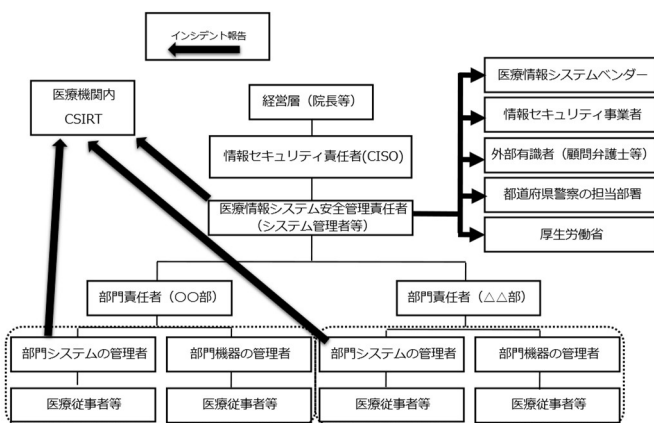 インシデント報告
医療機関内
CSIRT
経営層（院長等）
情報セキュリティ責任者(CISO)
医療情報システム安全管理責任者
（システム管理者等）
医療情報システムベンダー
情報セキュリティ事業者
外部有識者（顧問弁護士等）
都道府県警察の担当部署
厚生労働省
部門責任者（〇〇部）
部門責任者（△△部）
部門システムの管理者
部門機器の管理者
部門システムの管理者
部門機器の管理者
医療従事者等
医療従事者等
医療従事者等
医療従事者等